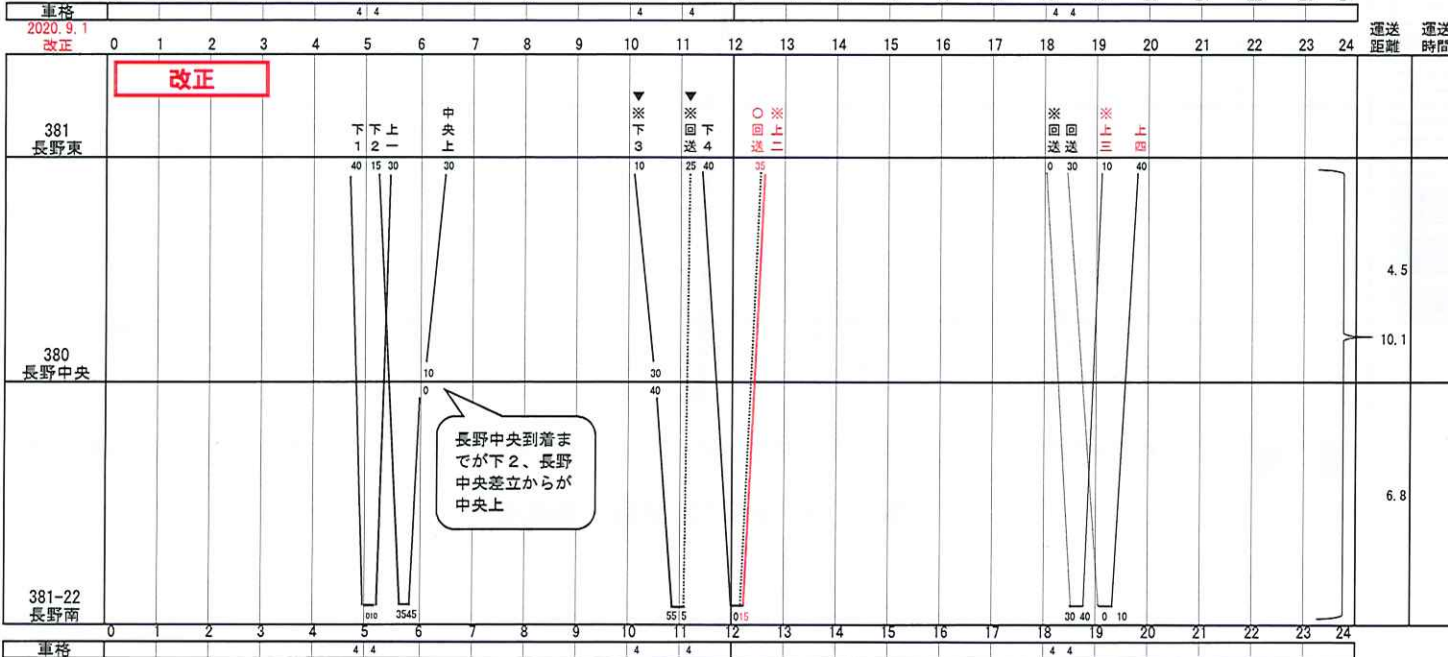 車格 4 4 4 4 4 4
2020.9.1
改正
0 1 2 3 4 5 6 7 8 9 10 11 12 13 14 15 16 17 18 19 20 21 22 23 24
運送
距離
運送
時間
改正
381
長野東
下1
下2
上一
中央上
▼※下3
▼※回送
下4
○回送
※上二
※回送
回送
※上三
上四
40 15 30 30 10 25 40 35 0 30 10 40
4.5
380
長野中央
10 30
10.1
0 40
長野中央到着ま
でが下2、長野
中央差立からが
中央上
6.8
381-22
長野南
010 3545 55 5 015 30 40 0 10
0 1 2 3 4 5 6 7 8 9 10 11 12 13 14 15 16 17 18 19 20 21 22 23 24
車格 4 4 4 4 4 4